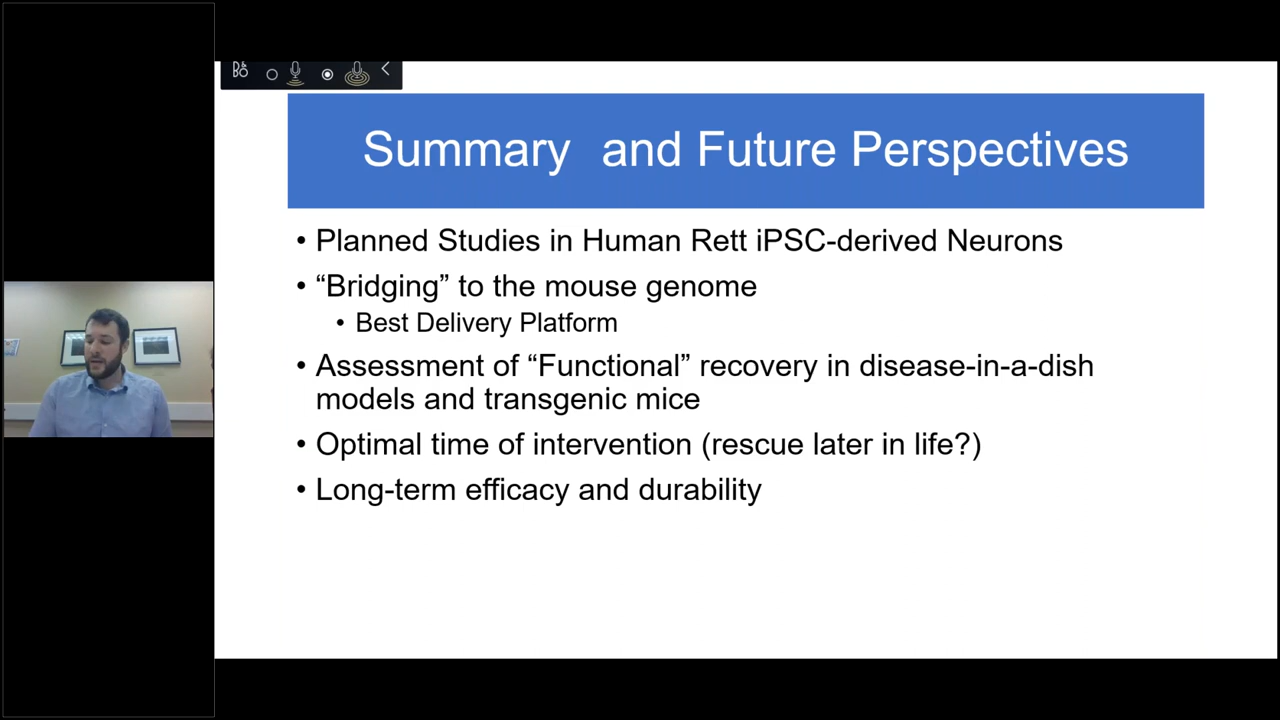 Summary and Future Perspectives
• Planned Studies in Human Rett iPSC-derived Neurons
• “Bridging” to the mouse genome
• Best Delivery Platform
• Assessment of “Functional” recovery in disease-in-a-dish
models and transgenic mice
• Optimal time of intervention (rescue later in life?)
• Long-term efficacy and durability